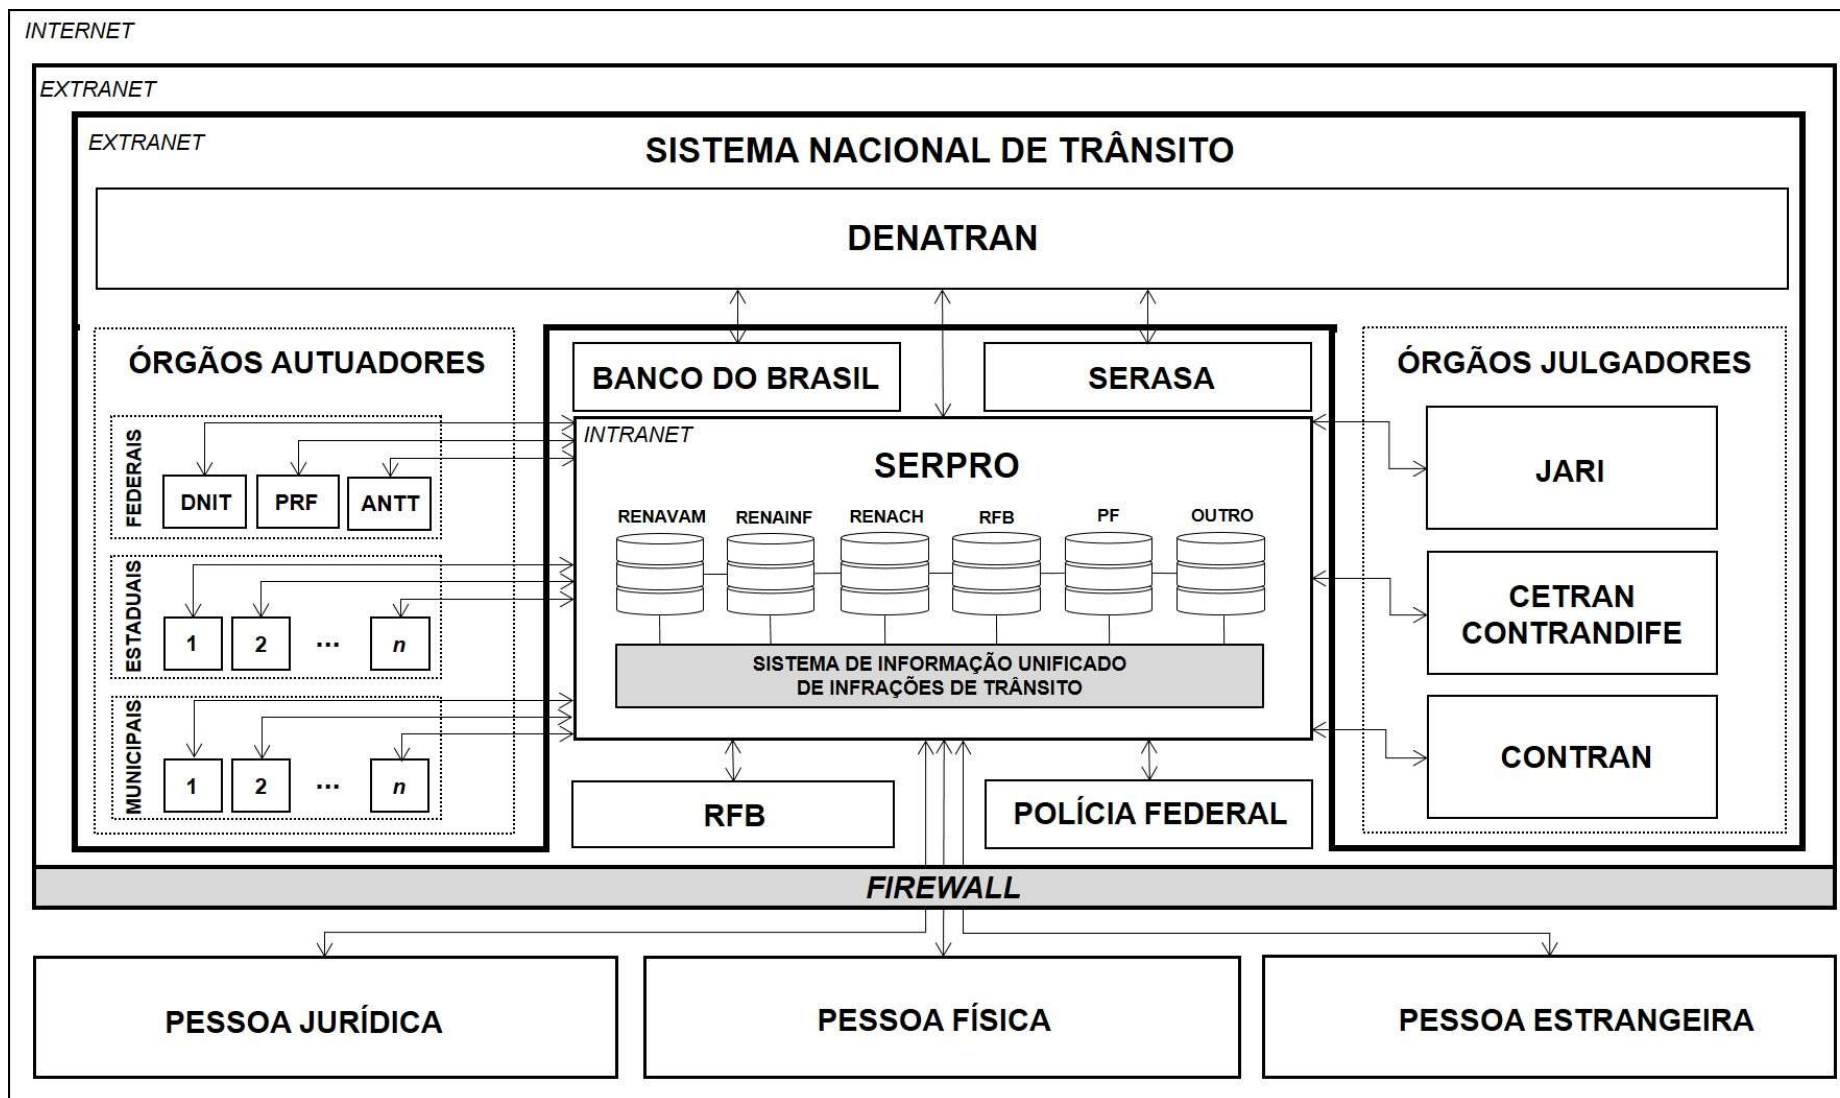 INTERNET
EXTRANET
EXTRANET
SISTEMA NACIONAL DE TRÂNSITO
DENATRAN
ÓRGÃOS AUTUADORES
FEDERAIS
DNIT
PRF
ANTT
ESTADUAIS
1
2
...
n
MUNICIPAIS
1
2
...
n
BANCO DO BRASIL
SERASA
INTRANET
SERPRO
RENAVAM
RENAINF
RENACH
RFB
PF
OUTRO
SISTEMA DE INFORMAÇÃO UNIFICADO
DE INFRAÇÕES DE TRÂNSITO
RFB
POLÍCIA FEDERAL
ÓRGÃOS JULGADORES
JARI
CETRAN
CONTRANDIFE
CONTRAN
FIREWALL
PESSOA JURÍDICA
PESSOA FÍSICA
PESSOA ESTRANGEIRA